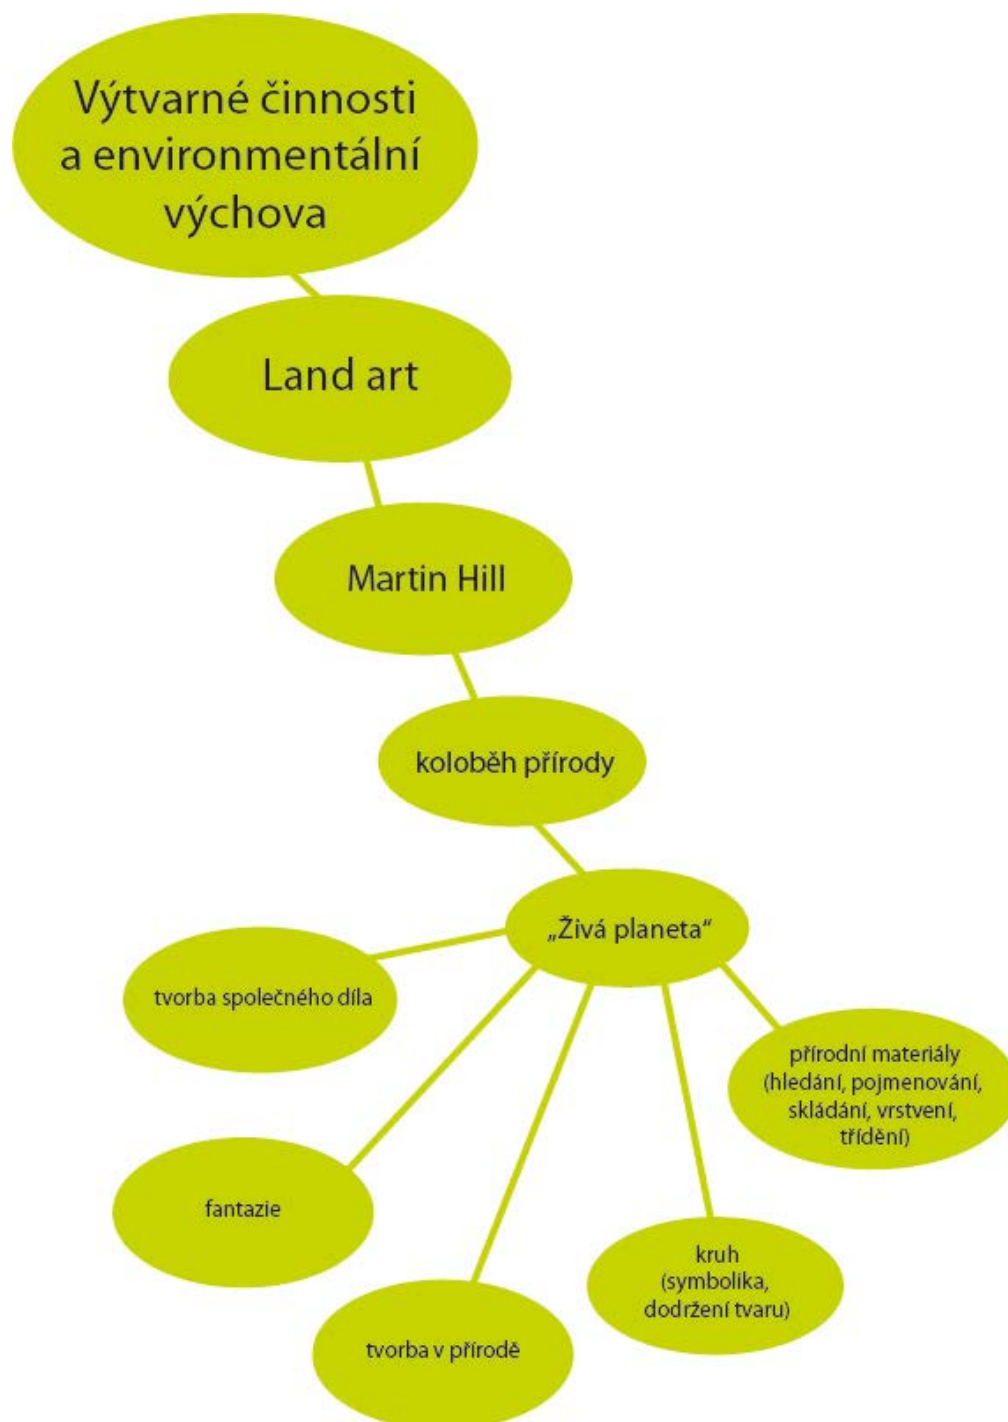 Výtvarné činnosti
a environmentální
výchova
Land art
Martin Hill
koloběh přírody
„Živá planeta“
tvorba společného díla
přírodní materiály
(hledání, pojmenování,
skládání, vrstvení,
třídění)
fantazie
kruh
(symbolika,
dodržení tvaru)
tvorba v přírodě